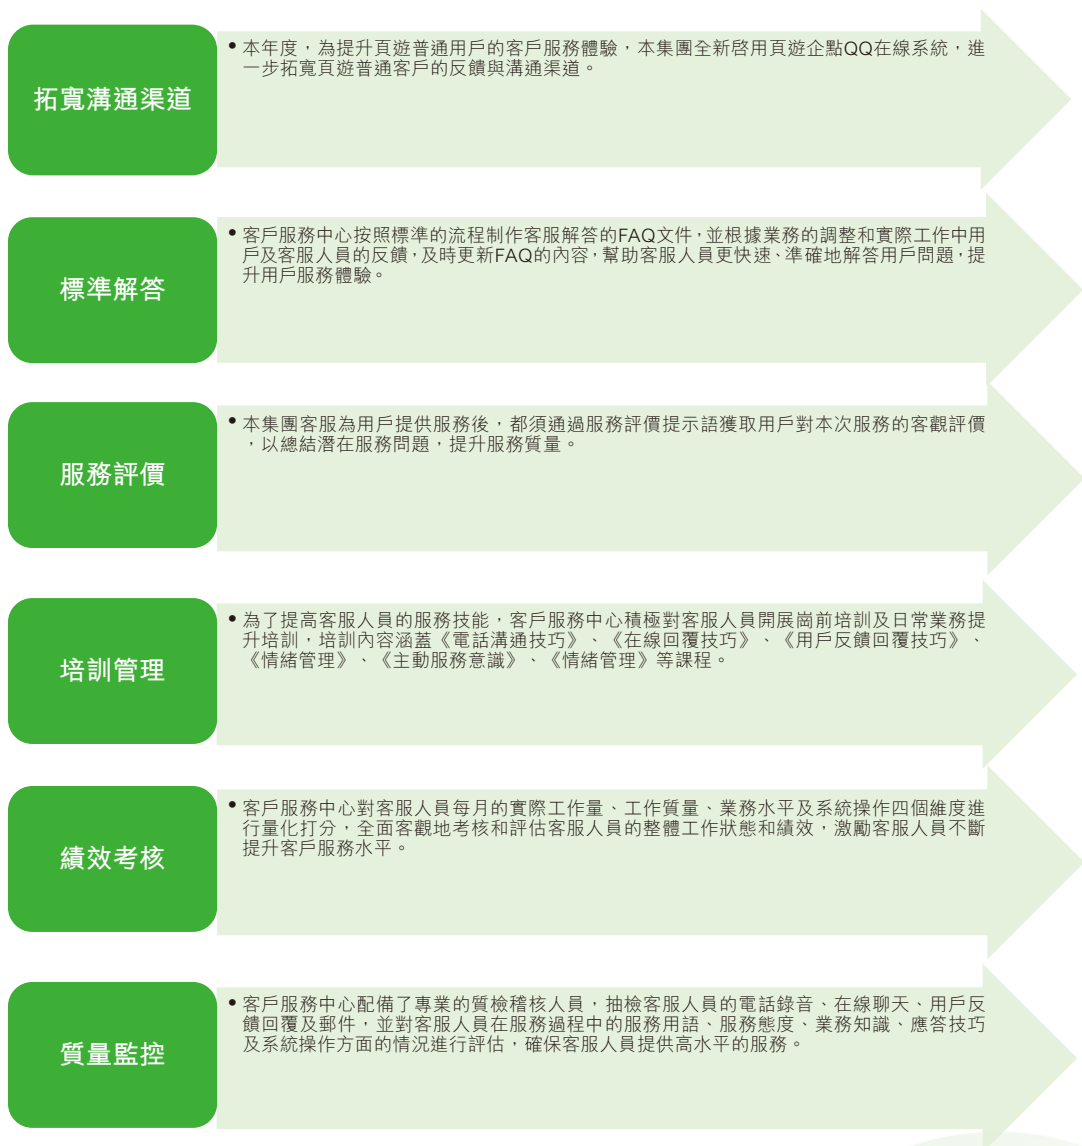 拓寬溝通渠道
• 本年度，為提升頁遊普通用戶的客戶服務體驗，本集團全新啓用頁遊企點QQ在線系統，進
一步拓寬頁遊普通客戶的反饋與溝通渠道。
標準解答
• 客戶服務中心按照標準的流程制作客服解答的FAQ文件，並根據業務的調整和實際工作中用
戶及客服人員的反饋，及時更新FAQ的內容，幫助客服人員更快速、準確地解答用戶問題，提
升用戶服務體驗。
服務評價
• 本集團客服為用戶提供服務後，都須通過服務評價提示語獲取用戶對本次服務的客觀評價
，以總結潛在服務問題，提升服務質量。
培訓管理
• 為了提高客服人員的服務技能，客戶服務中心積極對客服人員開展崗前培訓及日常業務提
升培訓，培訓內容涵蓋《電話溝通技巧》、《在線回覆技巧》、《用戶反饋回覆技巧》、
《情緒管理》、《主動服務意識》、《情緒管理》等課程。
績效考核
• 客戶服務中心對客服人員每月的實際工作量、工作質量、業務水平及系統操作四個維度進
行量化打分，全面客觀地考核和評估客服人員的整體工作狀態和績效，激勵客服人員不斷
提升客戶服務水平。
質量監控
• 客戶服務中心配備了專業的質檢稽核人員，抽檢客服人員的電話錄音、在線聊天、用戶反
饋回覆及郵件，並對客服人員在服務過程中的服務用語、服務態度、業務知識、應答技巧
及系統操作方面的情況進行評估，確保客服人員提供高水平的服務。